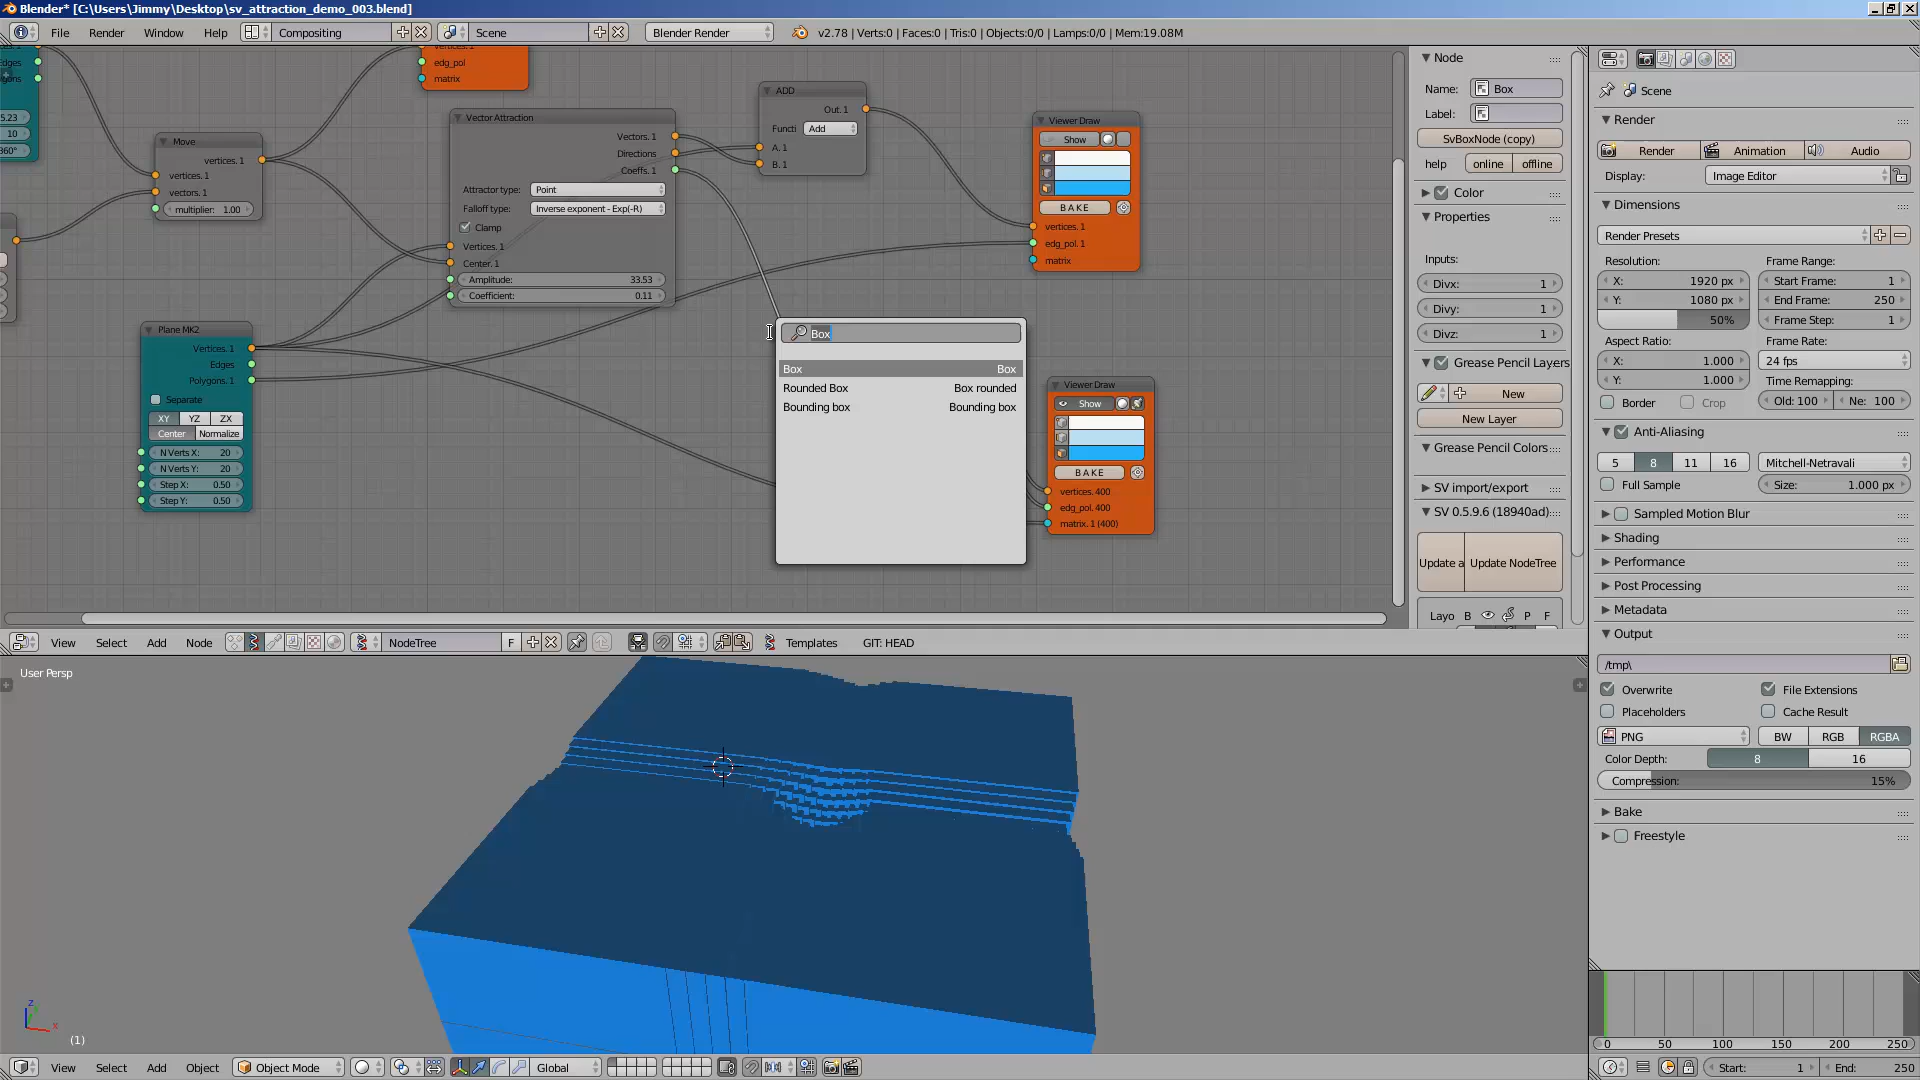 Blender* [C:\Users\Jimmy\Desktop\sv_attraction_demo_003.blend]
File Render Window Help Compositing Scene Blender Render v2.78 | Verts:0 | Faces:0 | Tris:0 | Objects:0/0 | Lamps:0/0 | Mem:19.08M
Edges
5.23
10
360°
Move
vertices. 1
vertices. 1
vectors. 1
multiplier: 1.00
edg_pol
matrix
Vector Attraction
Vectors. 1
Directions
Coeffs. 1
Attractor type: Point
Falloff type: Inverse exponent - Exp(-R)
Clamp
Vertices. 1
Center. 1
Amplitude: 33.53
Coefficient: 0.11
ADD
Out. 1
Functi Add
A. 1
B. 1
Viewer Draw
Show
BAKE
vertices. 1
edg_pol. 1
matrix
Plane MK2
Vertices. 1
Edges
Polygons. 1
Separate
XY YZ ZX
Center Normalize
N Verts X: 20
N Verts Y: 20
Step X: 0.50
Step Y: 0.50
Box
Box Box
Rounded Box Box rounded
Bounding box Bounding box
Viewer Draw
Show
BAKE
vertices. 400
edg_pol. 400
matrix. 1 (400)
Node
Name: Box
Label:
SvBoxNode (copy)
help online offline
Color
Properties
Inputs:
Divx: 1
Divy: 1
Divz: 1
Grease Pencil Layers
New
New Layer
Grease Pencil Colors
SV import/export
SV 0.5.9.6 (18940ad)
Update a Update NodeTree
Layo B P F
Scene
Render
Render Animation Audio
Display: Image Editor
Dimensions
Render Presets
Resolution: Frame Range:
X: 1920 px Start Frame: 1
Y: 1080 px End Frame: 250
50% Frame Step: 1
Aspect Ratio: Frame Rate:
X: 1.000 24 fps
Y: 1.000 Time Remapping:
Border Crop Old: 100 Ne: 100
Anti-Aliasing
5 8 11 16 Mitchell-Netravali
Full Sample Size: 1.000 px
Sampled Motion Blur
Shading
Performance
Post Processing
Metadata
Output
/tmp\
Overwrite File Extensions
Placeholders Cache Result
PNG BW RGB RGBA
Color Depth: 8 16
Compression: 15%
Bake
Freestyle
View Select Add Node NodeTree F Templates GIT: HEAD
User Persp
z
x
(1)
0 50 100 150 200 250
View Select Add Object Object Mode Global Start: 1 End: 250